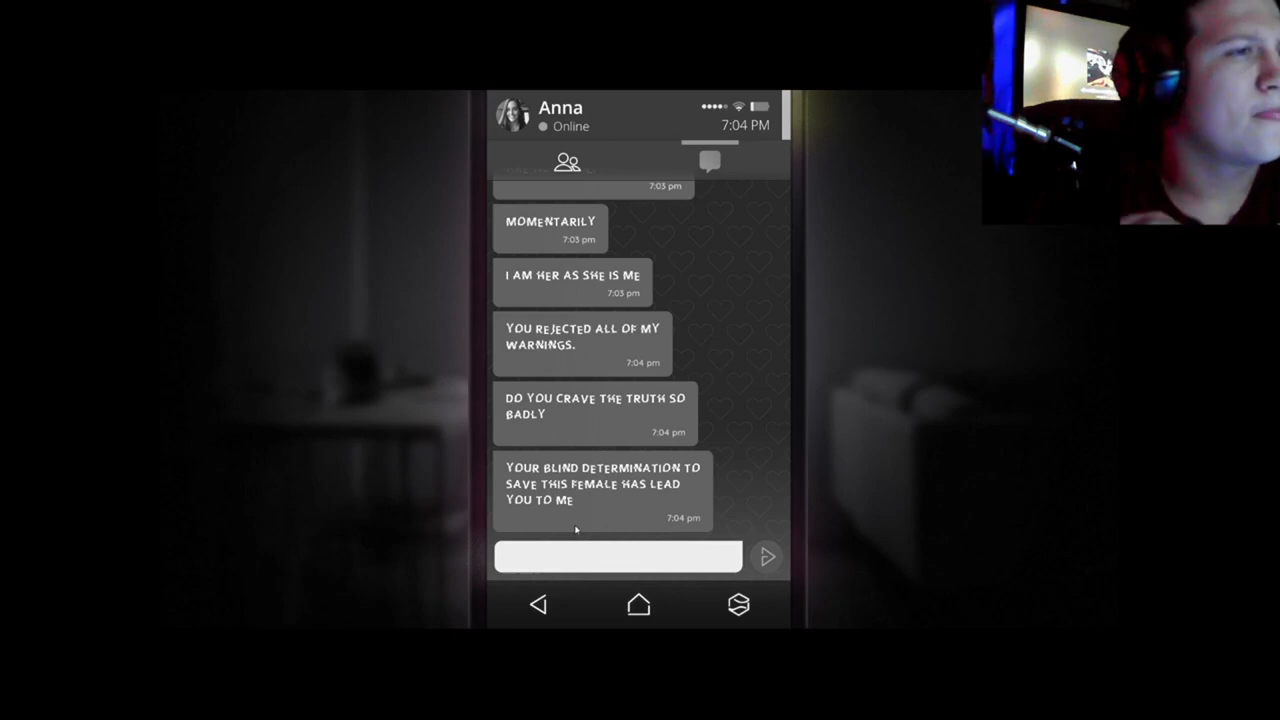 Anna
Online
7:04 PM
7:03 pm
MOMENTARILY
7:03 pm
I AM HER AS SHE IS ME
7:03 pm
YOU REJECTED ALL OF MY
WARNINGS.
7:04 pm
DO YOU CRAVE THE TRUTH SO
BADLY
7:04 pm
YOUR BLIND DETERMINATION TO
SAVE THIS FEMALE HAS LEAD
YOU TO ME
7:04 pm